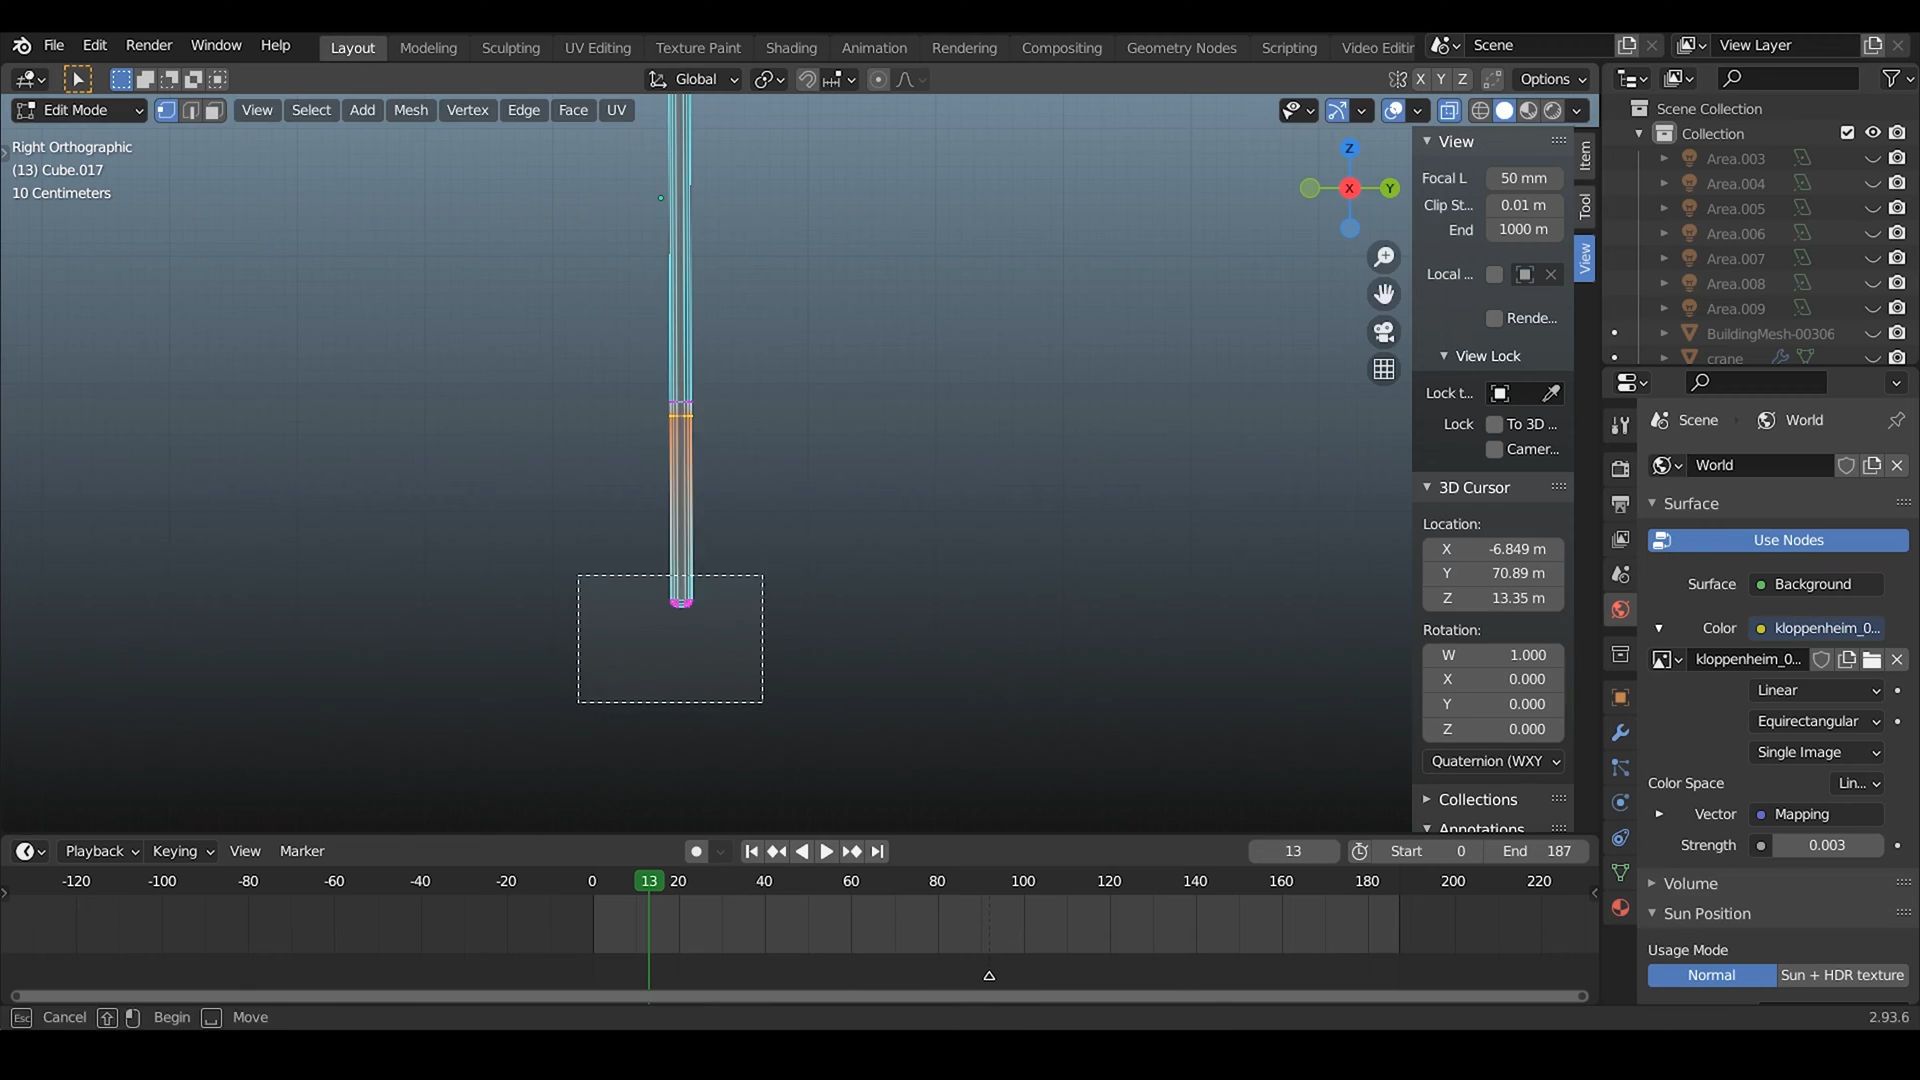 File Edit Render Window Help Layout Modeling Sculpting UV Editing Texture Paint Shading Animation Rendering Compositing Geometry Nodes Scripting Video Editin Scene View Layer
Global X Y Z Options
Edit Mode View Select Add Mesh Vertex Edge Face UV
Right Orthographic
(13) Cube.017
10 Centimeters
Z
X
Y
View
Focal L 50 mm
Clip St... 0.01 m
End 1000 m
Local ...
Rende...
View Lock
Lock t...
Lock To 3D ...
Camer...
3D Cursor
Location:
X -6.849 m
Y 70.89 m
Z 13.35 m
Rotation:
W 1.000
X 0.000
Y 0.000
Z 0.000
Quaternion (WXY
Collections
Annotations
Item
Tool
View
Scene Collection
Collection
Area.003
Area.004
Area.005
Area.006
Area.007
Area.008
Area.009
BuildingMesh-00306
crane
Scene World
World
Surface
Use Nodes
Surface Background
Color kloppenheim_0...
kloppenheim_0...
Linear
Equirectangular
Single Image
Color Space Lin...
Vector Mapping
Strength 0.003
Volume
Sun Position
Usage Mode
Normal Sun + HDR texture
Playback Keying View Marker 13 Start 0 End 187
-120 -100 -80 -60 -40 -20 0 13 20 40 60 80 100 120 140 160 180 200 220
Esc Cancel Begin Move 2.93.6